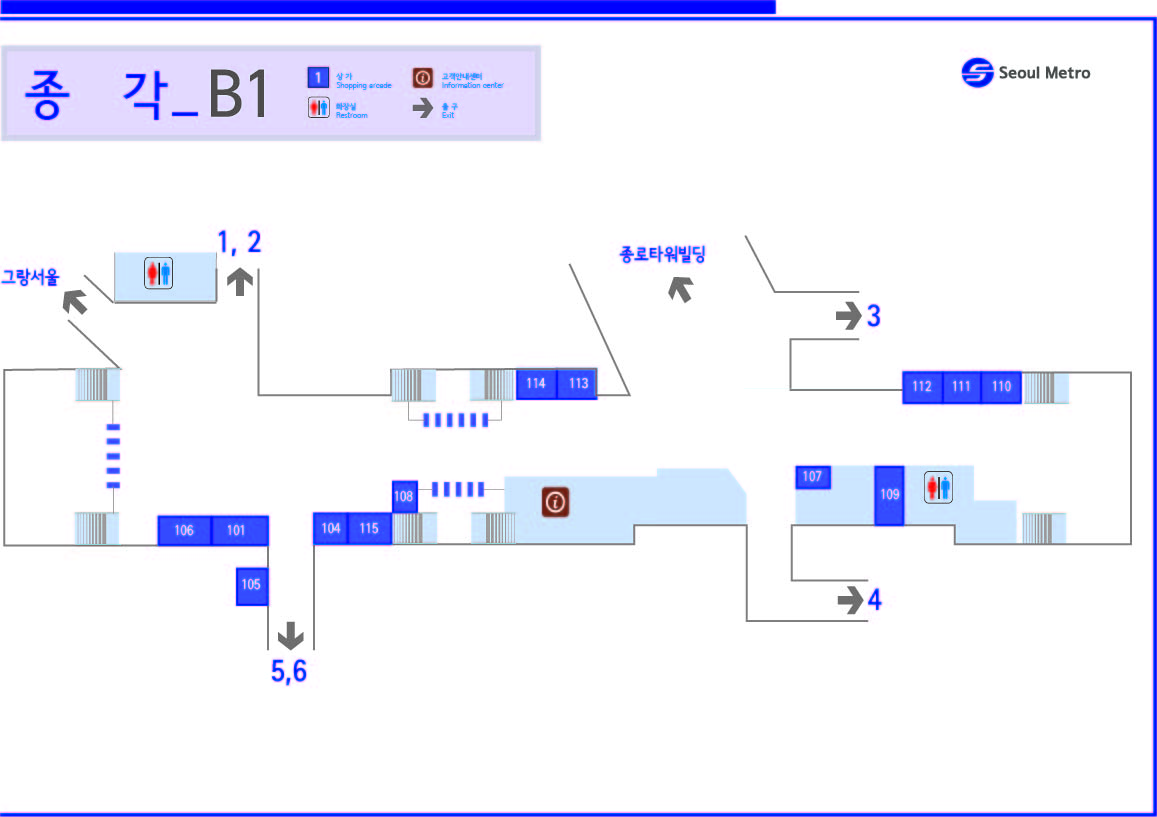 종 각_B1
1 상 가
Shopping arcade
고객안내센터
Information center
화장실
Restroom
출 구
Exit
Seoul Metro
1, 2
그랑서울
종로타워빌딩
3
114 113
112 111 110
108
107
109
106 101
104 115
105
4
5,6